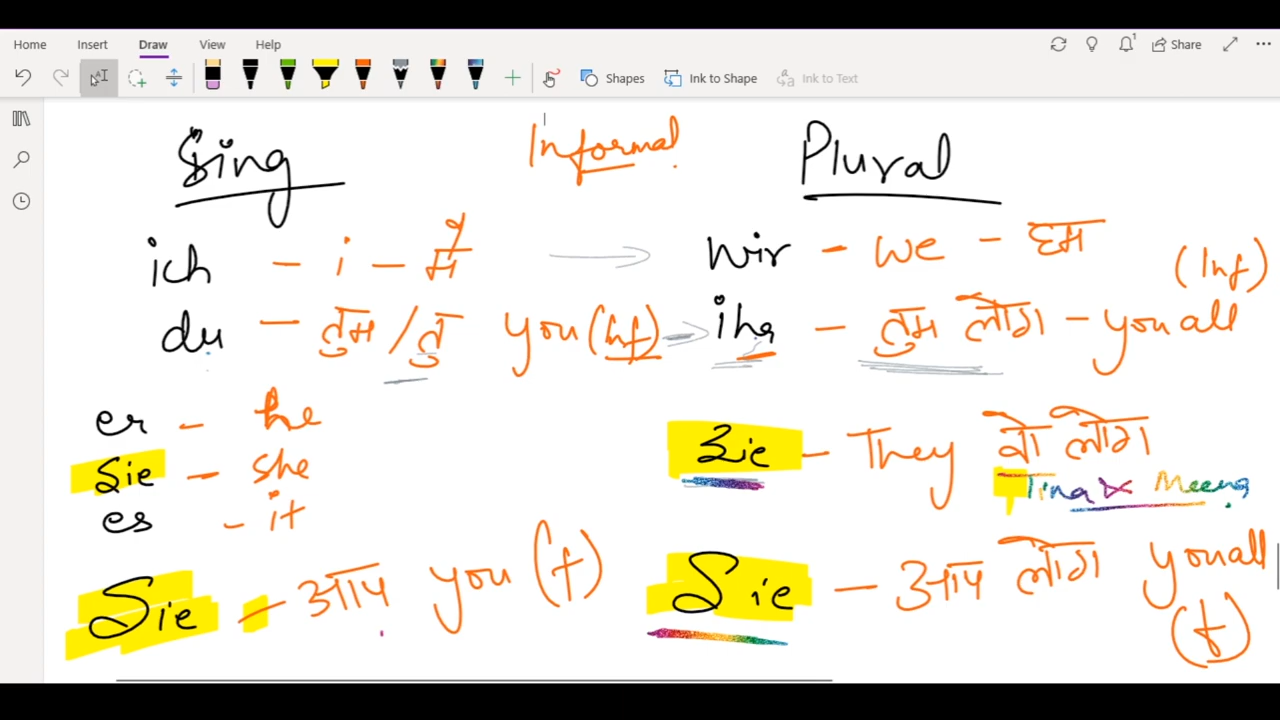 Home Insert Draw View Help Share
Shapes Ink to Shape Ink to Text
Sing Informal Plural
ich - i - मैं
wir - we - हम
du - तुम / तु you (Inf)
ihr - तुम लोग - you all (Inf)
er - he
Sie - she
es - it
Sie - They वो लोग
Tina & Meena
Sie - आप you (f)
Sie - आप लोग you all (f)